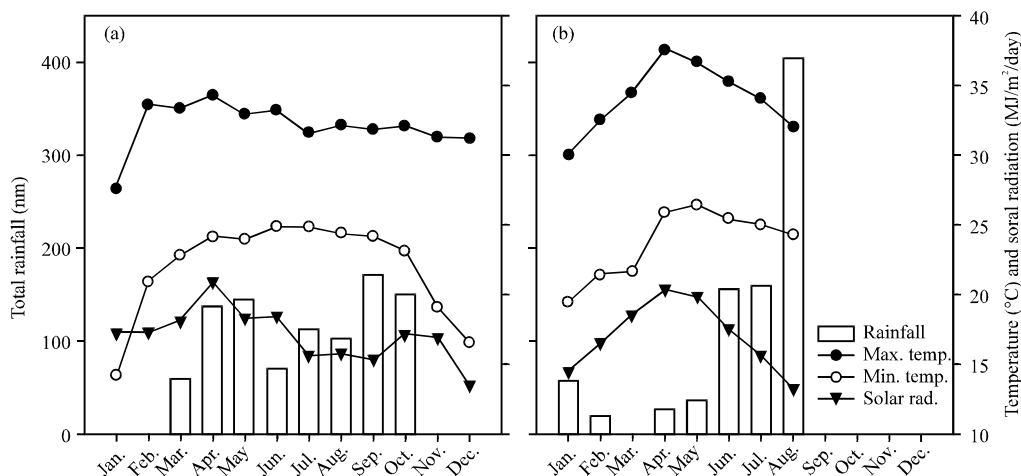 (a)
(b)
Total rainfall (nm)
400
300
200
100
0
Jan.
Feb.
Mar.
Apr.
May
Jun.
Jul.
Aug.
Sep.
Oct.
Nov.
Dec.
Jan.
Feb.
Mar.
Apr.
May
Jun.
Jul.
Aug.
Sep.
Oct.
Nov.
Dec.
Rainfall
Max. temp.
Min. temp.
Solar rad.
40
35
30
25
20
15
10
Temperature (°C) and soral radiation (MJ/m²/day)